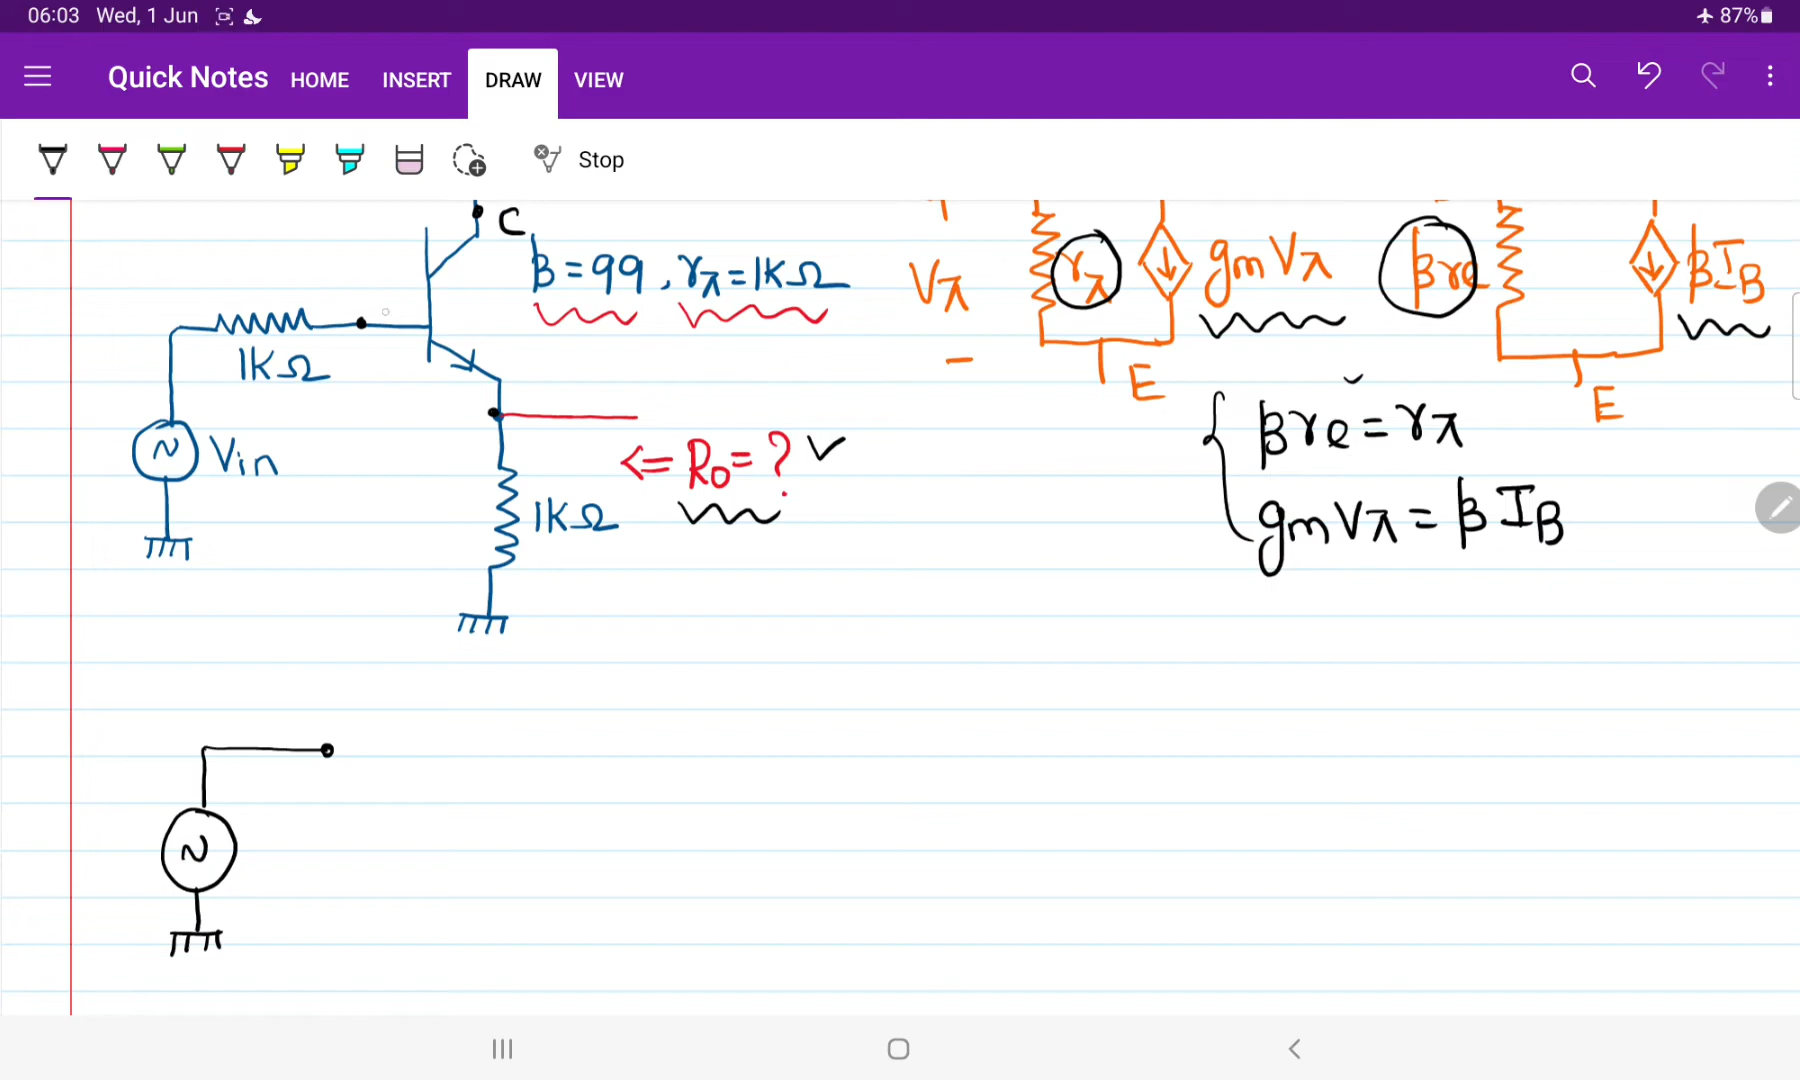 06:03 Wed, 1 Jun
87%
Quick Notes HOME INSERT DRAW VIEW
Stop
C
β = 99, rπ = 1KΩ
1KΩ
Vin
⇐ Ro = ? ✓
1KΩ
Vπ
rπ
gm Vπ
E
βre
βIB
E
βre = rπ
gm Vπ = β IB